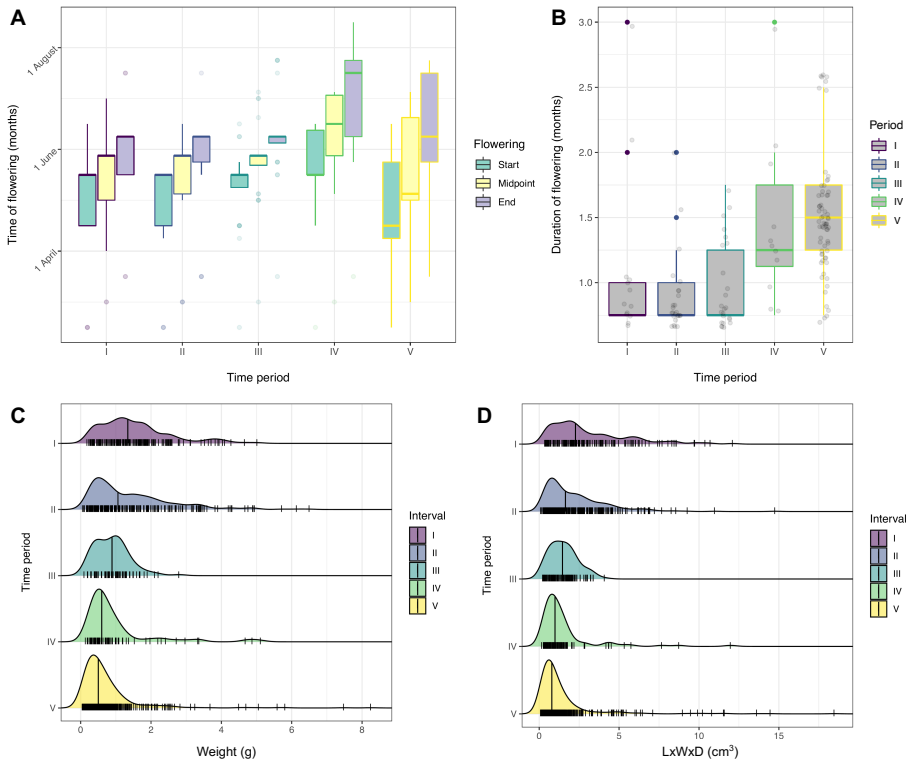 A
1 August
1 June
1 April
Time of flowering (months)
I
II
III
IV
V
Time period
Flowering
Start
Midpoint
End
B
3.0
2.5
2.0
1.5
1.0
Duration of flowering (months)
I
II
III
IV
V
Time period
Period
I
II
III
IV
V
C
I
II
III
IV
V
Time period
0
2
4
6
8
Weight (g)
Interval
I
II
III
IV
V
D
I
II
III
IV
V
Time period
0
5
10
15
LxWxD (cm³)
Interval
I
II
III
IV
V